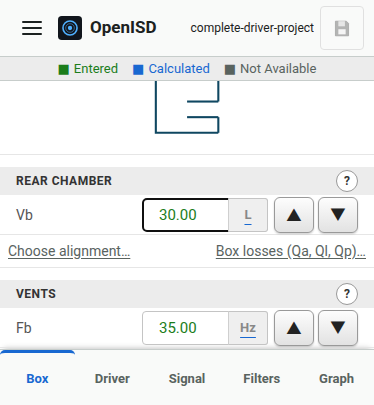 OpenISD complete-driver-project
Entered Calculated Not Available
REAR CHAMBER ?
Vb 30.00 L ▲ ▼
Choose alignment... Box losses (Qa, Ql, Qp)...
VENTS ?
Fb 35.00 Hz ▲ ▼
Box Driver Signal Filters Graph